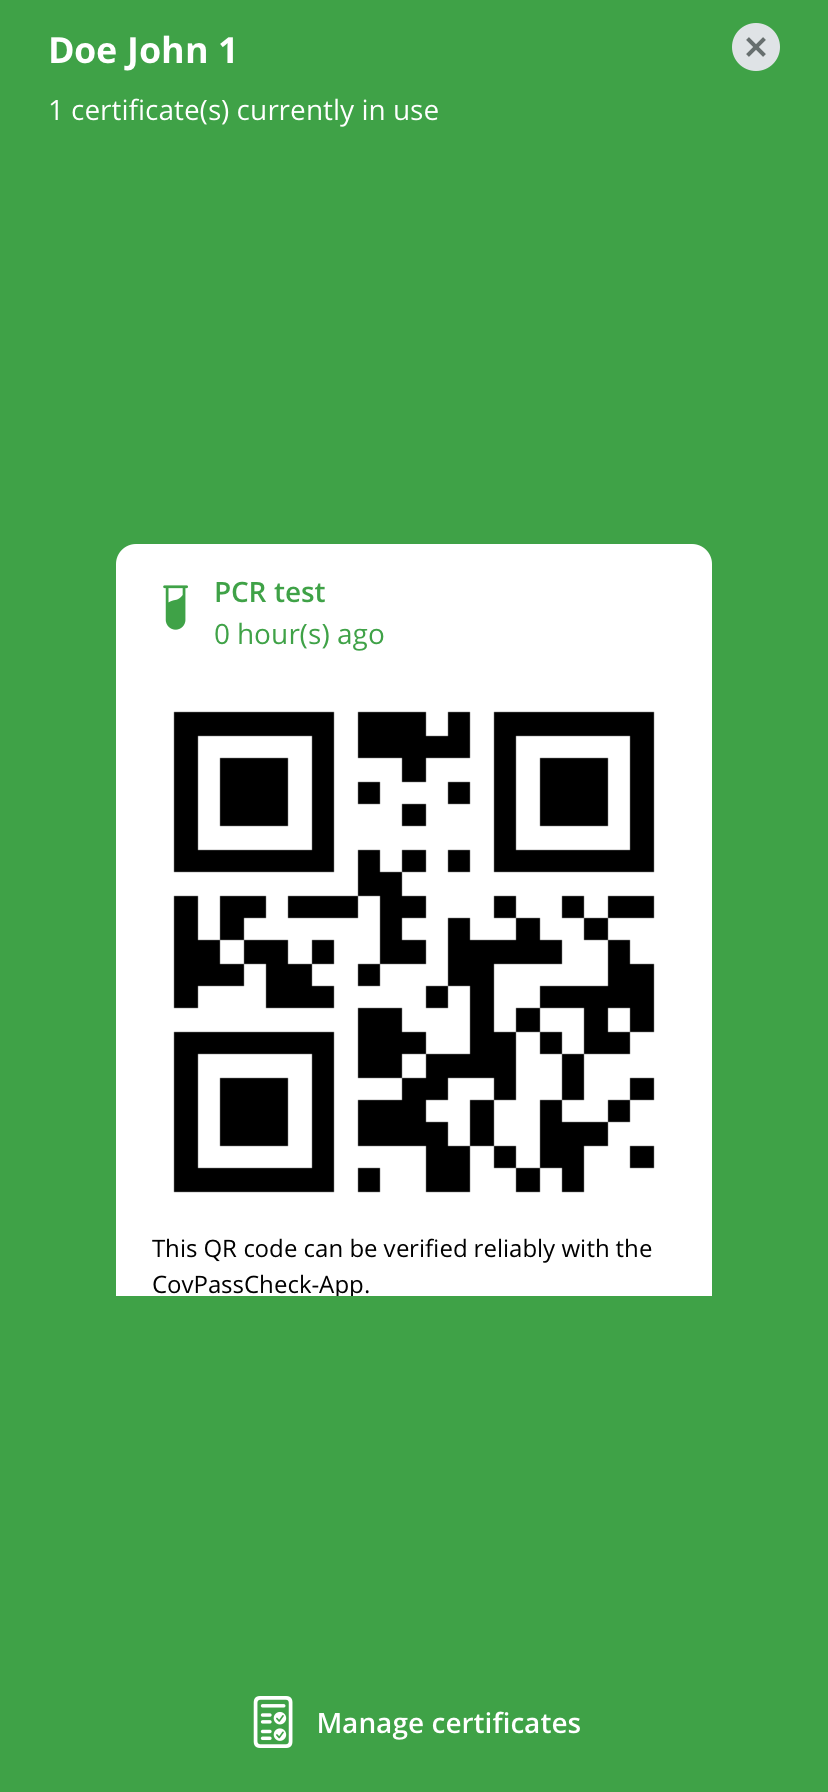 Doe John 1
1 certificate(s) currently in use
PCR test
0 hour(s) ago
This QR code can be verified reliably with the
CovPassCheck-App.
Manage certificates